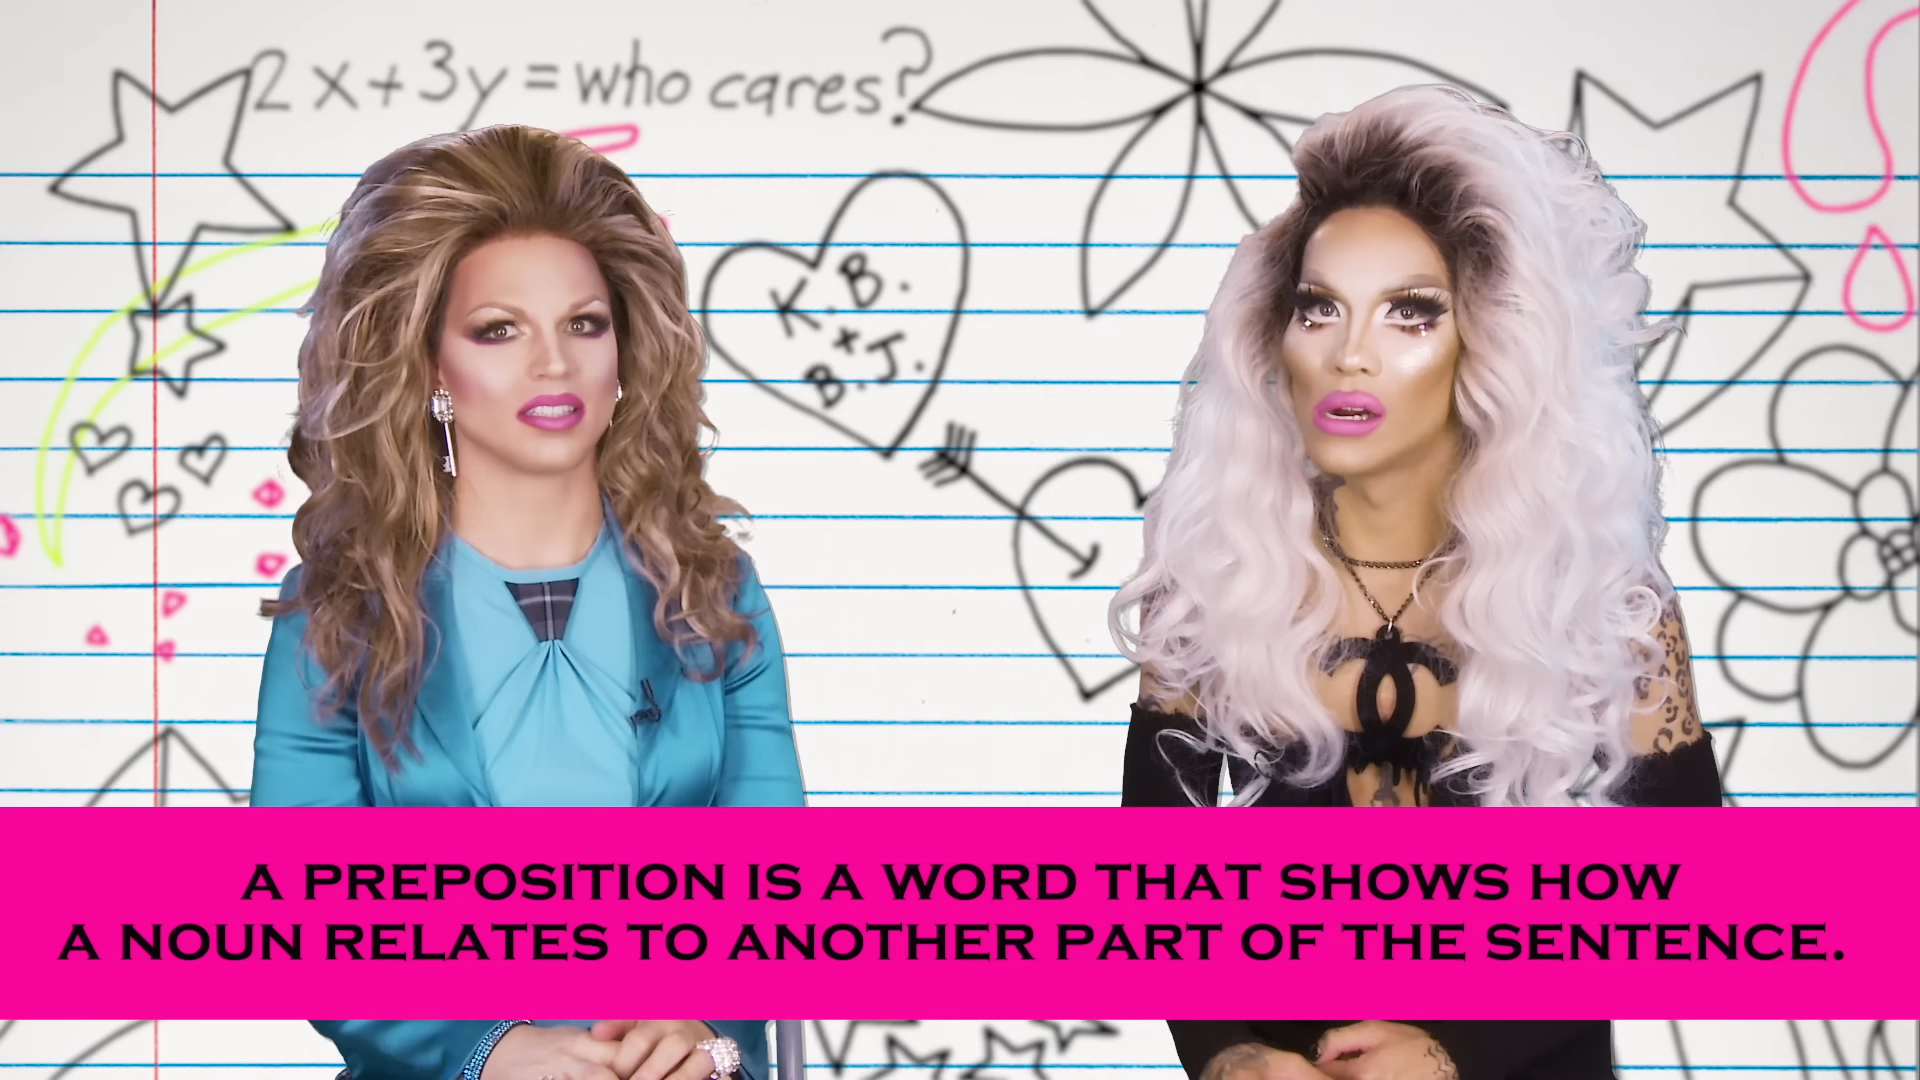 2x+3y=who cares?
K.B.
+
B.J.
A PREPOSITION IS A WORD THAT SHOWS HOW
A NOUN RELATES TO ANOTHER PART OF THE SENTENCE.